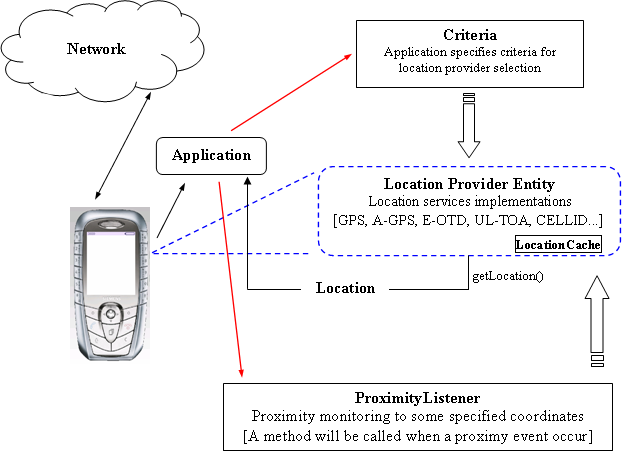 Network
Criteria
Application specifies criteria for
location provider selection
Application
Location Provider Entity
Location services implementations
[GPS, A-GPS, E-OTD, UL-TOA, CELLID...]
LocationCache
Location
getLocation()
ProximityListener
Proximity monitoring to some specified coordinates
[A method will be called when a proximy event occur]